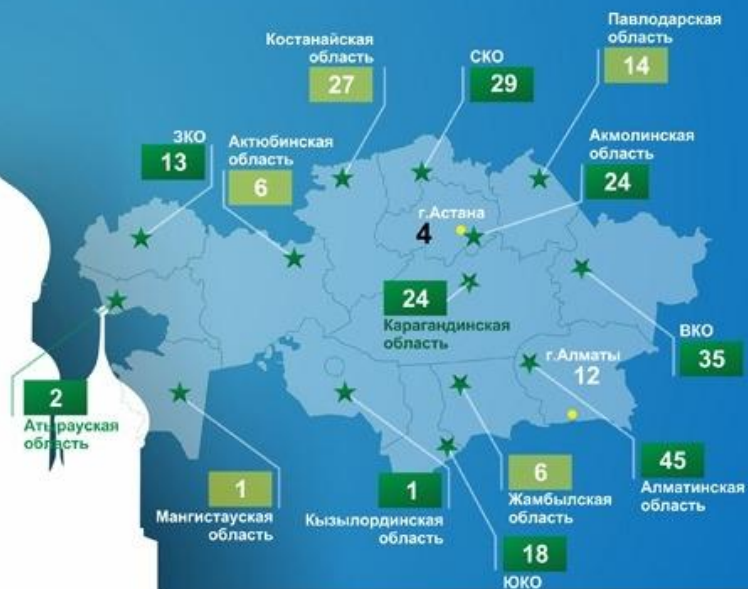 Костанайская
область
27
СКО
29
Павлодарская
область
14
ЗКО
13
Актюбинская
область
6
Акмолинская
область
24
г.Астана
4
24
Карагандинская
область
ВКО
35
г.Алматы
12
2
Атырауская
область
1
Мангистауская
область
1
Кызылординская
область
6
Жамбылская
область
45
Алматинская
область
18
ЮКО